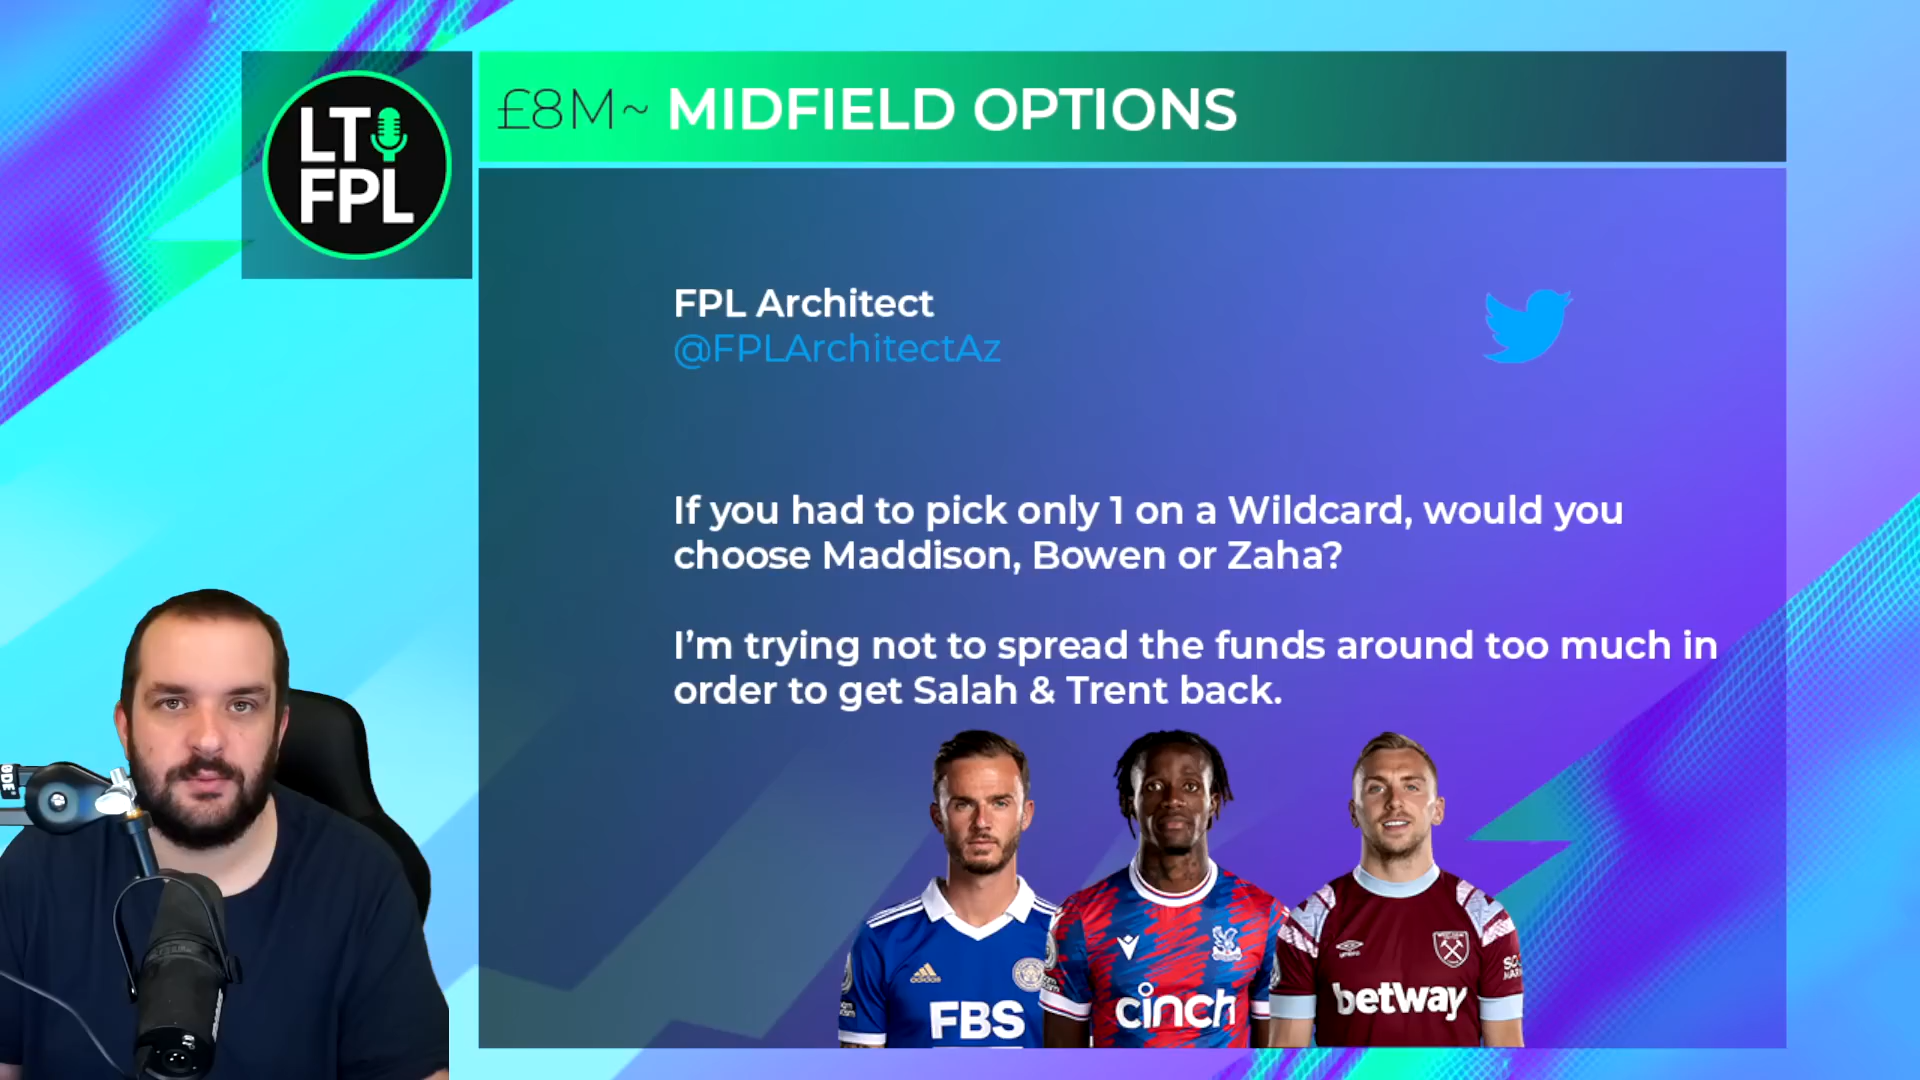 LT
FPL
£8M~ MIDFIELD OPTIONS
FPL Architect
@FPLArchitectAz
If you had to pick only 1 on a Wildcard, would you
choose Maddison, Bowen or Zaha?
I'm trying not to spread the funds around too much in
order to get Salah & Trent back.
adidas
FBS
cinch
umbro
betway